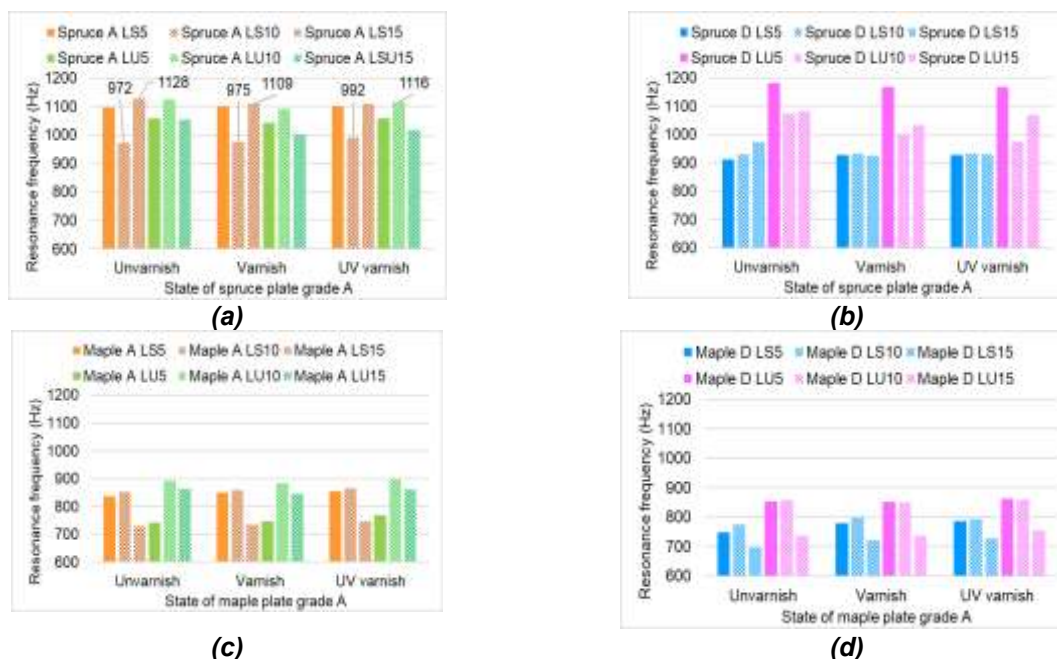 Spruce A LS5 Spruce A LS10 Spruce A LS15
Spruce A LU5 Spruce A LU10 Spruce A LSU15
1200 972 1128 975 1109 992 1116
1100
1000
900
800
700
600
Resonance frequency (Hz)
Unvarnish Varnish UV varnish
State of spruce plate grade A
(a)
Spruce D LS5 Spruce D LS10 Spruce D LS15
Spruce D LU5 Spruce D LU10 Spruce D LU15
1200
1100
1000
900
800
700
600
Resonance frequency (Hz)
Unvarnish Varnish UV varnish
State of spruce plate grade A
(b)
Maple A LS5 Maple A LS10 Maple A LS15
Maple A LU5 Maple A LU10 Maple A LU15
1200
1100
1000
900
800
700
600
Resonance frequency (Hz)
Unvarnish Varnish UV varnish
State of maple plate grade A
(c)
Maple D LS5 Maple D LS10 Maple D LS15
Maple D LU5 Maple D LU10 Maple D LU15
1200
1100
1000
900
800
700
600
Resonance frequency (Hz)
Unvarnish Varnish UV varnish
State of maple plate grade A
(d)